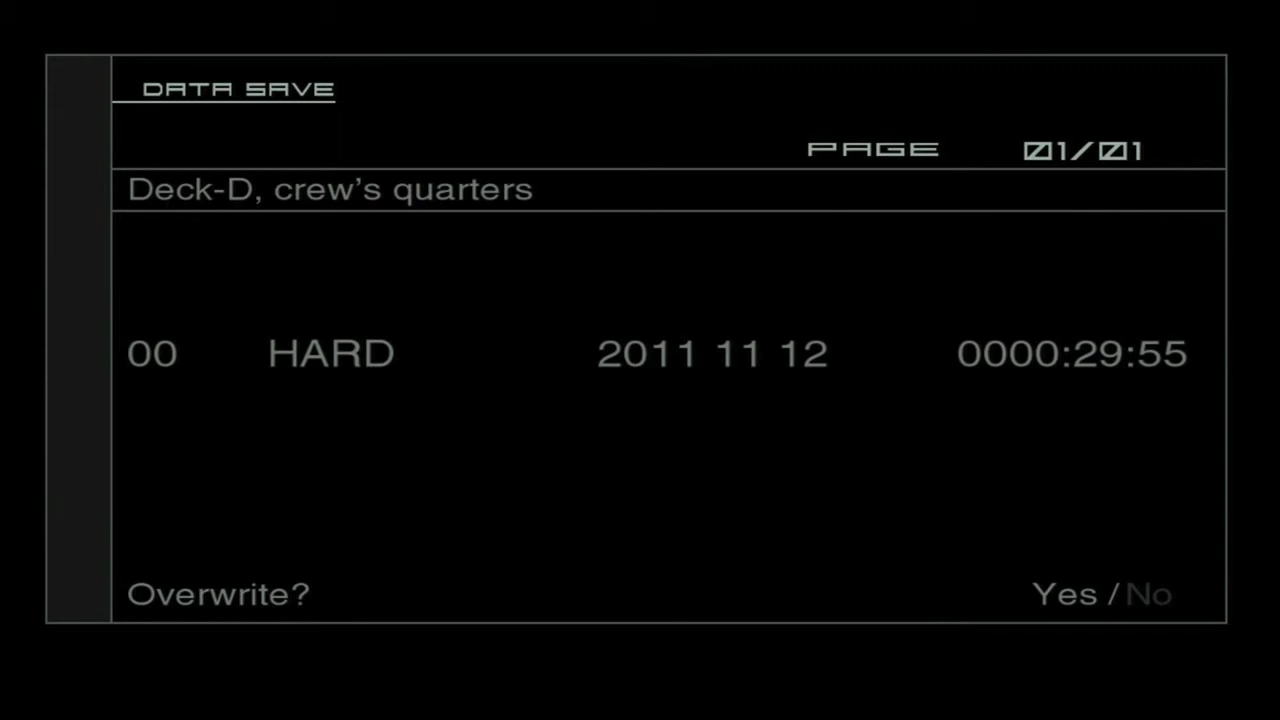 DATA SAVE
PAGE 01/01
Deck-D, crew's quarters
00 HARD 2011 11 12 0000:29:55
Overwrite? Yes / No